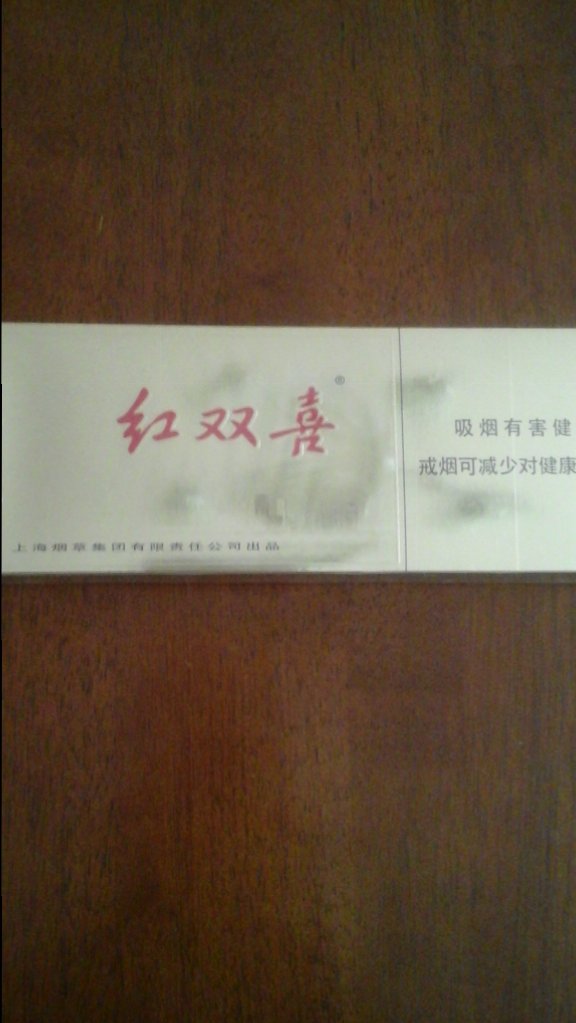 红双喜®
上海烟草集团有限责任公司出品
吸烟有害健
戒烟可减少对健康